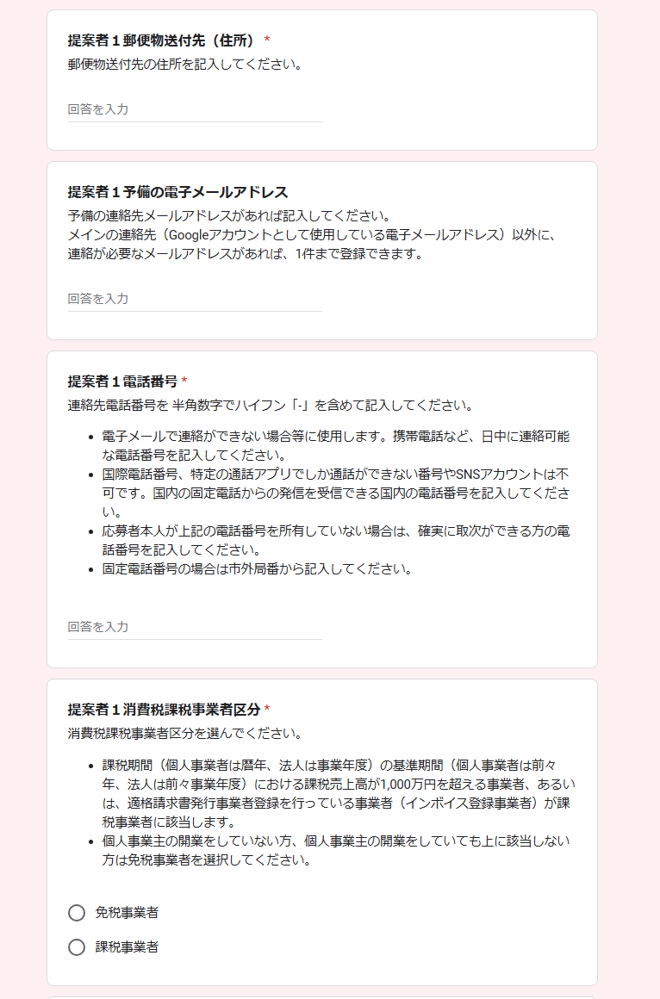 提案者１郵便物送付先（住所） *
郵便物送付先の住所を記入してください。
回答を入力
提案者１予備の電子メールアドレス
予備の連絡先メールアドレスがあれば記入してください。
メインの連絡先（Googleアカウントとして使用している電子メールアドレス）以外に、
連絡が必要なメールアドレスがあれば、1件まで登録できます。
回答を入力
提案者１電話番号 *
連絡先電話番号を 半角数字でハイフン「-」を含めて記入してください。
• 電子メールで連絡ができない場合等に使用します。携帯電話など、日中に連絡可能
な電話番号を記入してください。
• 国際電話番号、特定の通話アプリでしか通話ができない番号やSNSアカウントは不
可です。国内の固定電話からの発信を受信できる国内の電話番号を記入してくださ
い。
• 応募者本人が上記の電話番号を所有していない場合は、確実に取次ができる方の電
話番号を記入してください。
• 固定電話番号の場合は市外局番から記入してください。
回答を入力
提案者１消費税課税事業者区分 *
消費税課税事業者区分を選んでください。
• 課税期間（個人事業者は暦年、法人は事業年度）の基準期間（個人事業者は前々
年、法人は前々事業年度）における課税売上高が1,000万円を超える事業者、あるい
は、適格請求書発行事業者登録を行っている事業者（インボイス登録事業者）が課
税事業者に該当します。
• 個人事業主の開業をしていない方、個人事業主の開業をしていても上に該当しない
方は免税事業者を選択してください。
免税事業者
課税事業者